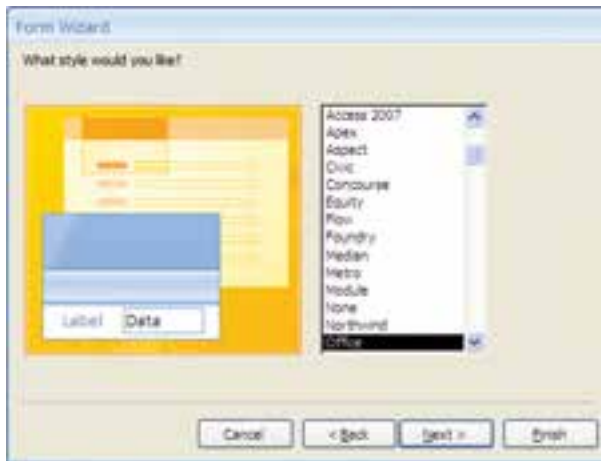 Form Wizard
What style would you like?
Access 2007
Apex
Aspect
Civic
Concourse
Equity
Flow
Foundry
Median
Metro
Module
None
Northwind
Office
Label Data
Cancel
< Back
Next >
Finish